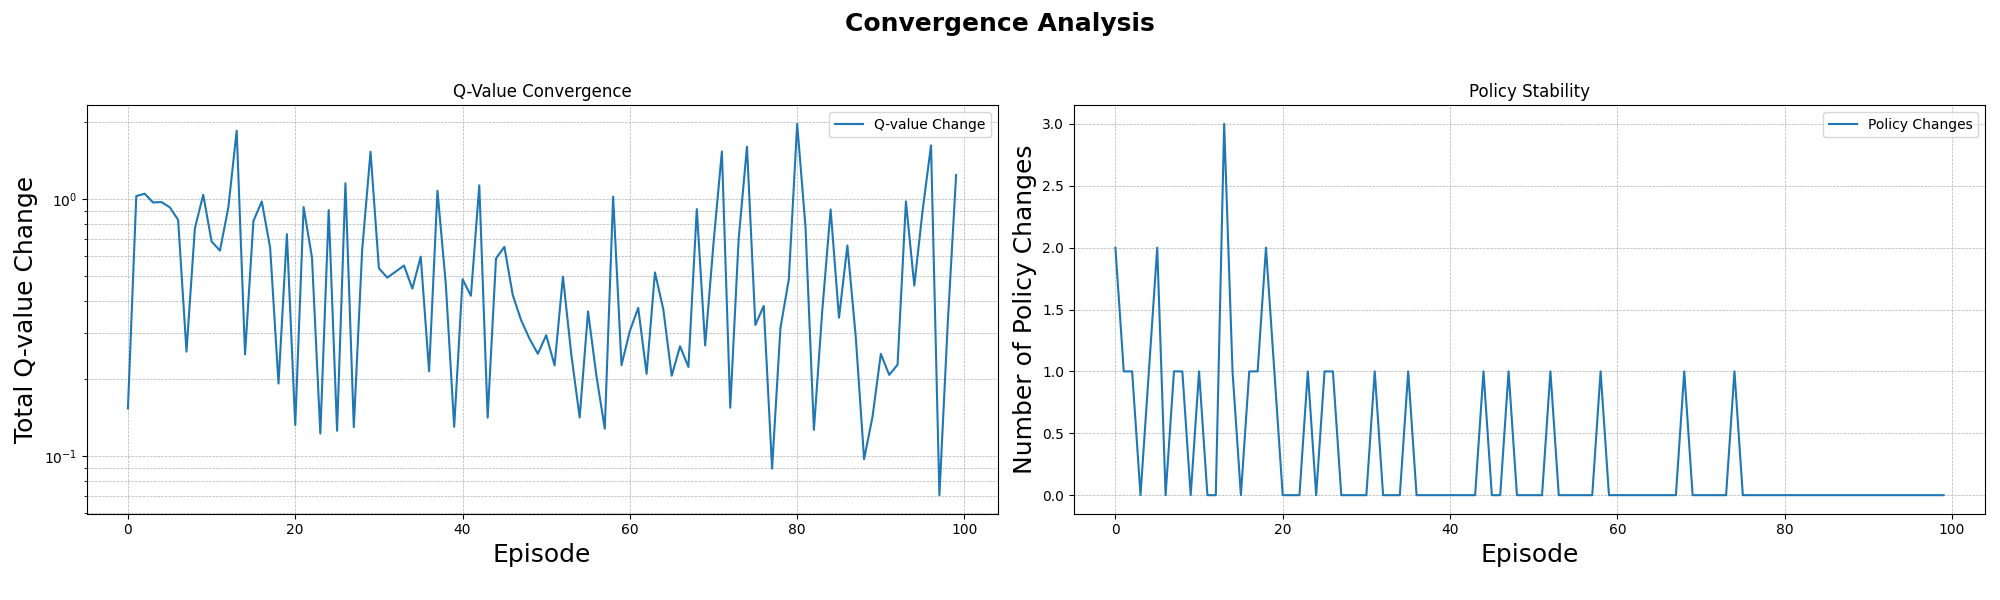 Convergence Analysis
Q-Value Convergence
Q-value Change
Total Q-value Change
10⁰
10⁻¹
0 20 40 60 80 100
Episode
Policy Stability
Policy Changes
Number of Policy Changes
3.0
2.5
2.0
1.5
1.0
0.5
0.0
0 20 40 60 80 100
Episode